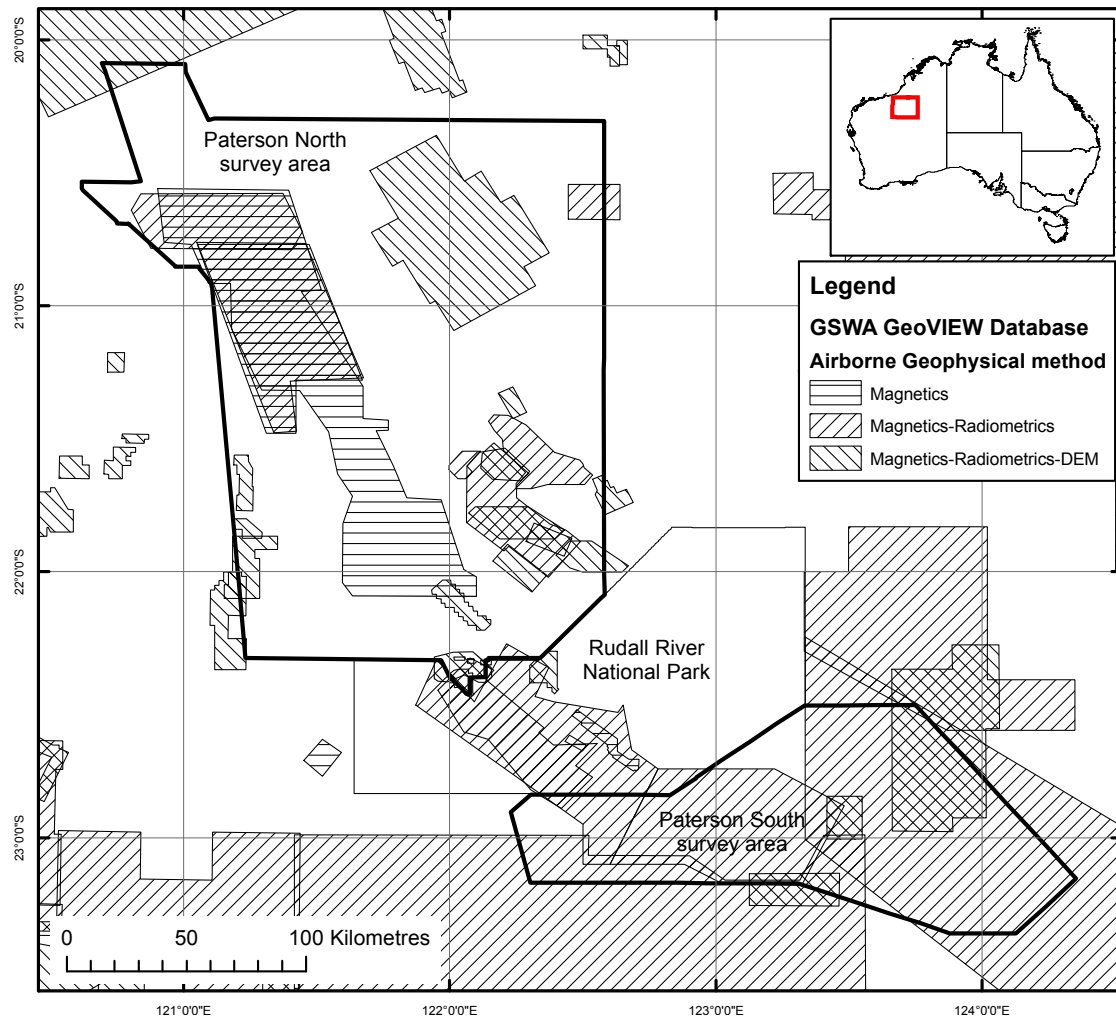 20°0'0"S
21°0'0"S
22°0'0"S
23°0'0"S
Paterson North
survey area
Rudall River
National Park
Paterson South
survey area
Legend
GSWA GeoVIEW Database
Airborne Geophysical method
Magnetics
Magnetics-Radiometrics
Magnetics-Radiometrics-DEM
0 50 100 Kilometres
121°0'0"E 122°0'0"E 123°0'0"E 124°0'0"E